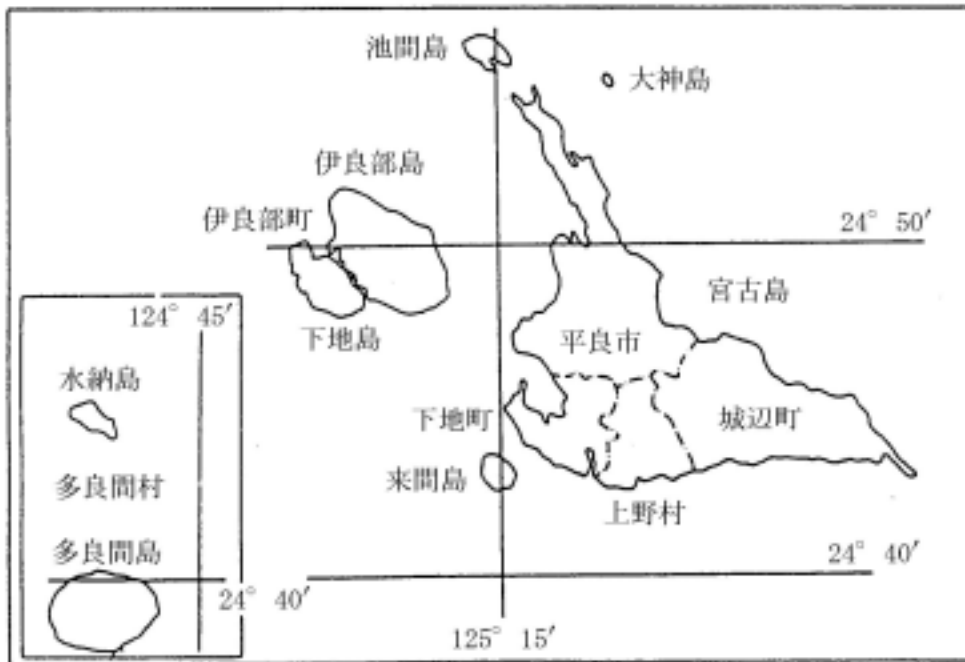 池間島
大神島
伊良部島
伊良部町
24° 50′
宮古島
124° 45′
下地島
平良市
水納島
下地町
城辺町
来間島
多良間村
上野村
多良間島
24° 40′
24° 40′
125° 15′